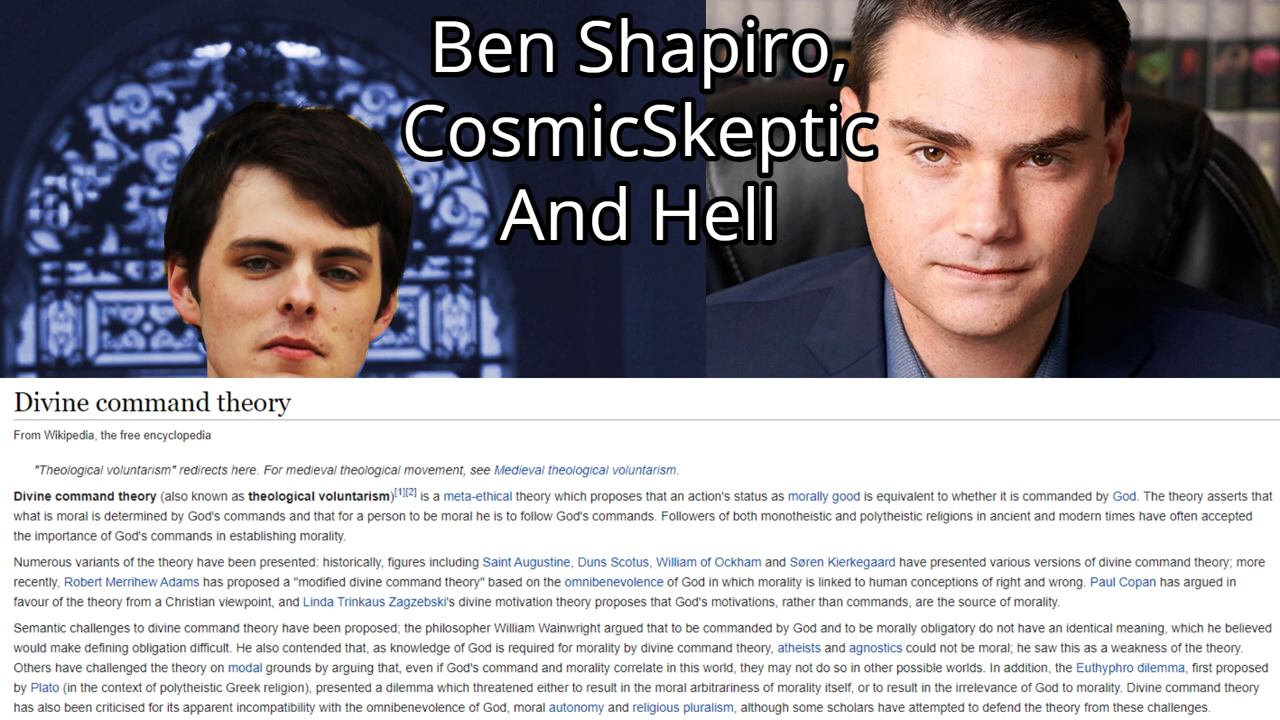 Ben Shapiro,
CosmicSkeptic
And Hell
Divine command theory
From Wikipedia, the free encyclopedia
"Theological voluntarism" redirects here. For medieval theological movement, see Medieval theological voluntarism.
Divine command theory (also known as theological voluntarism)[1][2] is a meta-ethical theory which proposes that an action's status as morally good is equivalent to whether it is commanded by God. The theory asserts that
what is moral is determined by God's commands and that for a person to be moral he is to follow God's commands. Followers of both monotheistic and polytheistic religions in ancient and modern times have often accepted
the importance of God's commands in establishing morality.
Numerous variants of the theory have been presented: historically, figures including Saint Augustine, Duns Scotus, William of Ockham and Søren Kierkegaard have presented various versions of divine command theory; more
recently, Robert Merrihew Adams has proposed a "modified divine command theory" based on the omnibenevolence of God in which morality is linked to human conceptions of right and wrong. Paul Copan has argued in
favour of the theory from a Christian viewpoint, and Linda Trinkaus Zagzebski's divine motivation theory proposes that God's motivations, rather than commands, are the source of morality.
Semantic challenges to divine command theory have been proposed; the philosopher William Wainwright argued that to be commanded by God and to be morally obligatory do not have an identical meaning, which he believed
would make defining obligation difficult. He also contended that, as knowledge of God is required for morality by divine command theory, atheists and agnostics could not be moral; he saw this as a weakness of the theory.
Others have challenged the theory on modal grounds by arguing that, even if God's command and morality correlate in this world, they may not do so in other possible worlds. In addition, the Euthyphro dilemma, first proposed
by Plato (in the context of polytheistic Greek religion), presented a dilemma which threatened either to result in the moral arbitrariness of morality itself, or to result in the irrelevance of God to morality. Divine command theory
has also been criticised for its apparent incompatibility with the omnibenevolence of God, moral autonomy and religious pluralism, although some scholars have attempted to defend the theory from these challenges.